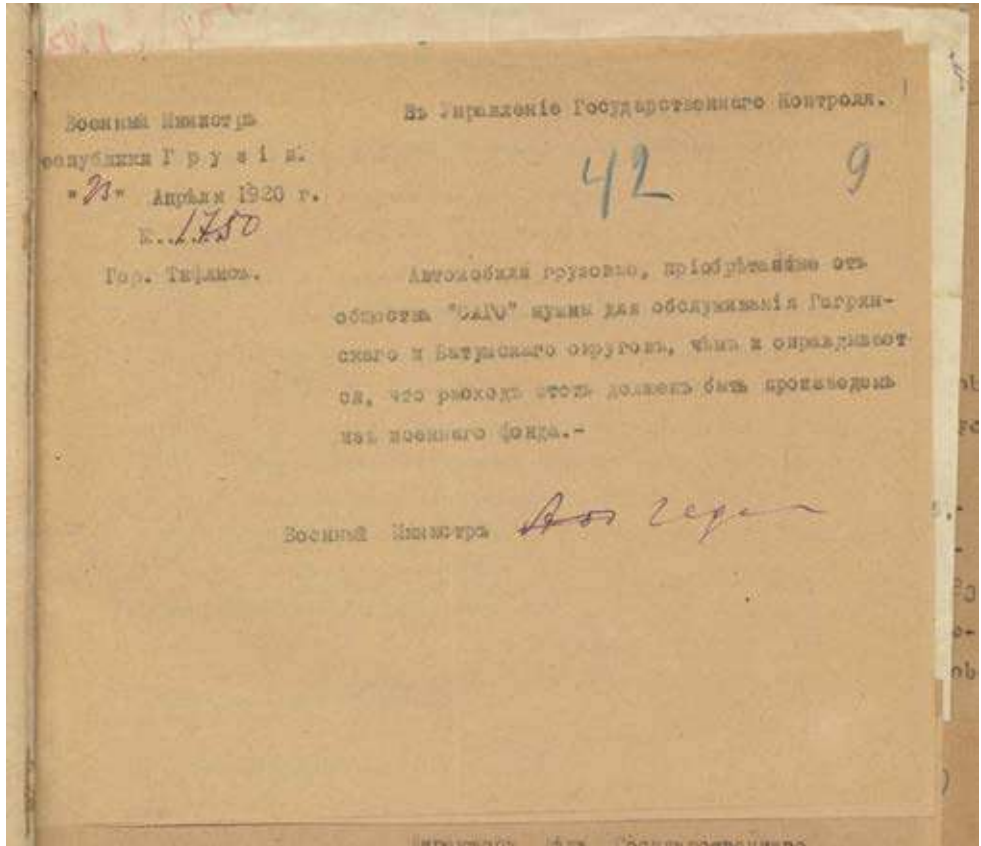 Военный Министръ
Республики Г р у з і и.
"23" Апрѣля 1920 г.
№..1750
Гор. Тифлисъ.
Въ Управленіе Государственнаго Контроля.
42 9
Автомобили грузовые, пріобрѣтаемые отъ
общества "САГО" нужны для обслуживанія Гагрин-
скаго и Батумскаго округовъ, чѣмъ и оправдывает
ся, что расходъ этотъ долженъ быть производимъ
изъ военнаго фонда.-
Военный Министръ
Государственнаго